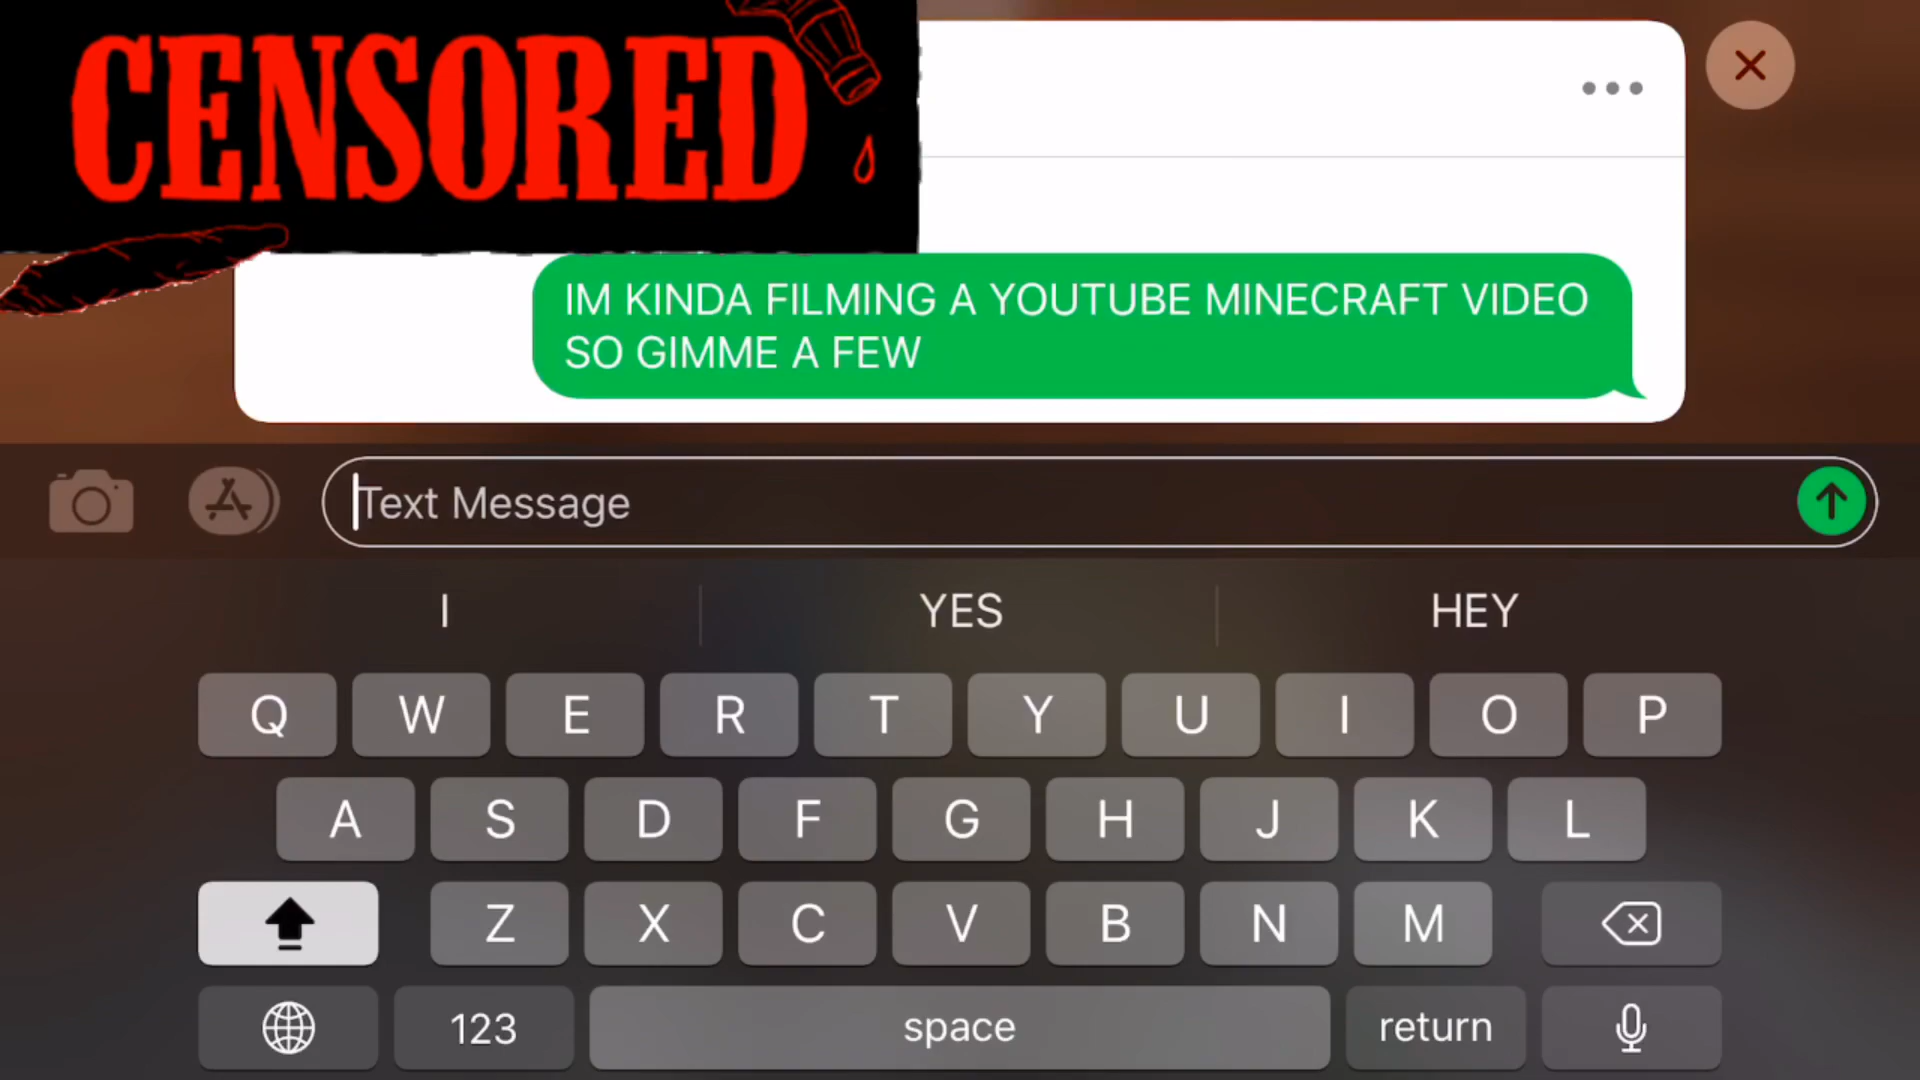 CENSORED
IM KINDA FILMING A YOUTUBE MINECRAFT VIDEO
SO GIMME A FEW
Text Message
I YES HEY
Q W E R T Y U I O P
A S D F G H J K L
Z X C V B N M
123 space return